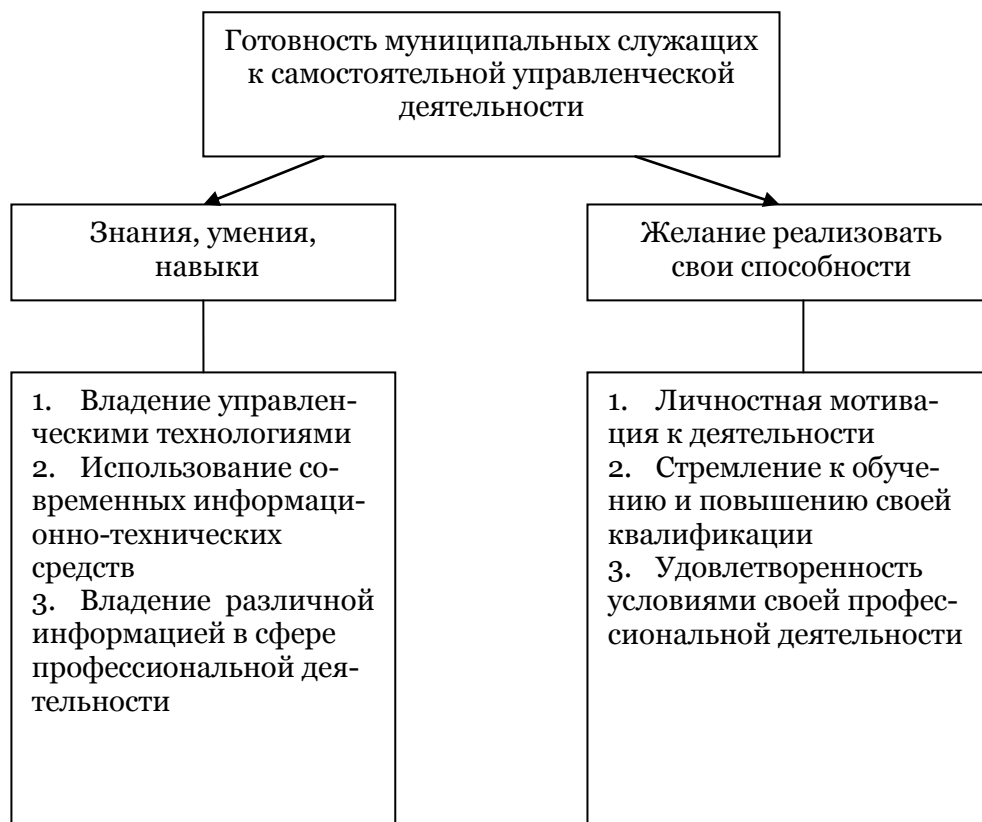 Готовность муниципальных служащих
к самостоятельной управленческой
деятельности
Знания, умения,
навыки
Желание реализовать
свои способности
1. Владение управлен-
ческими технологиями
2. Использование со-
временных информаци-
онно-технических
средств
3. Владение различной
информацией в сфере
профессиональной дея-
тельности
1. Личностная мотива-
ция к деятельности
2. Стремление к обуче-
нию и повышению своей
квалификации
3. Удовлетворенность
условиями своей профес-
сиональной деятельности